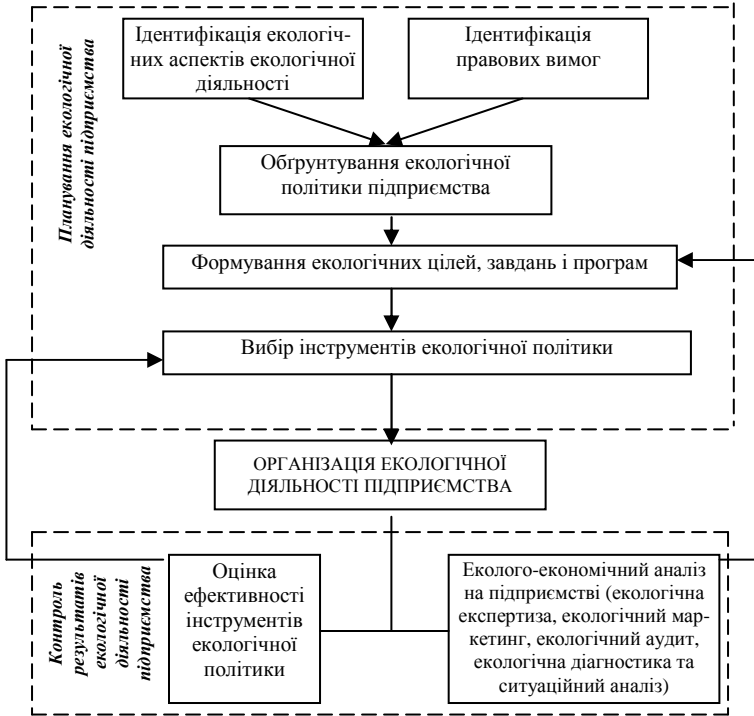 Планування екологічної
діяльності підприємства
Ідентифікація екологіч-
них аспектів екологічної
діяльності
Ідентифікація
правових вимог
Обґрунтування екологічної
політики підприємства
Формування екологічних цілей, завдань і програм
Вибір інструментів екологічної політики
ОРГАНІЗАЦІЯ ЕКОЛОГІЧНОЇ
ДІЯЛЬНОСТІ ПІДПРИЄМСТВА
Контроль
результатів
екологічної
діяльності
підприємства
Оцінка
ефективності
інструментів
екологічної
політики
Еколого-економічний аналіз
на підприємстві (екологічна
експертиза, екологічний мар-
кетинг, екологічний аудит,
екологічна діагностика та
ситуаційний аналіз)